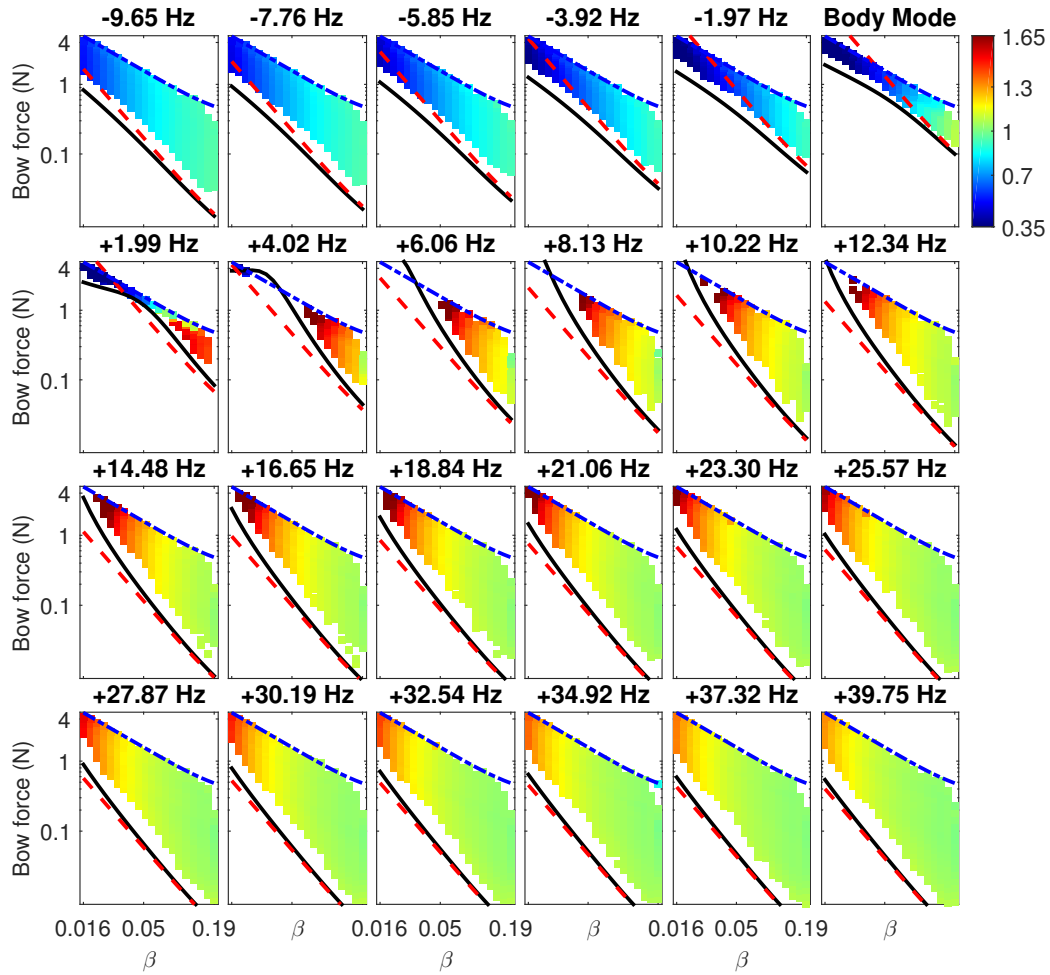 -9.65 Hz -7.76 Hz -5.85 Hz -3.92 Hz -1.97 Hz Body Mode
Bow force (N)
4
1
0.1
1.65
1.3
1
0.7
0.35
+1.99 Hz +4.02 Hz +6.06 Hz +8.13 Hz +10.22 Hz +12.34 Hz
Bow force (N)
4
1
0.1
+14.48 Hz +16.65 Hz +18.84 Hz +21.06 Hz +23.30 Hz +25.57 Hz
Bow force (N)
4
1
0.1
+27.87 Hz +30.19 Hz +32.54 Hz +34.92 Hz +37.32 Hz +39.75 Hz
Bow force (N)
4
1
0.1
0.016 0.05 0.19 β 0.016 0.05 0.19 β 0.016 0.05 0.19 β
β β β